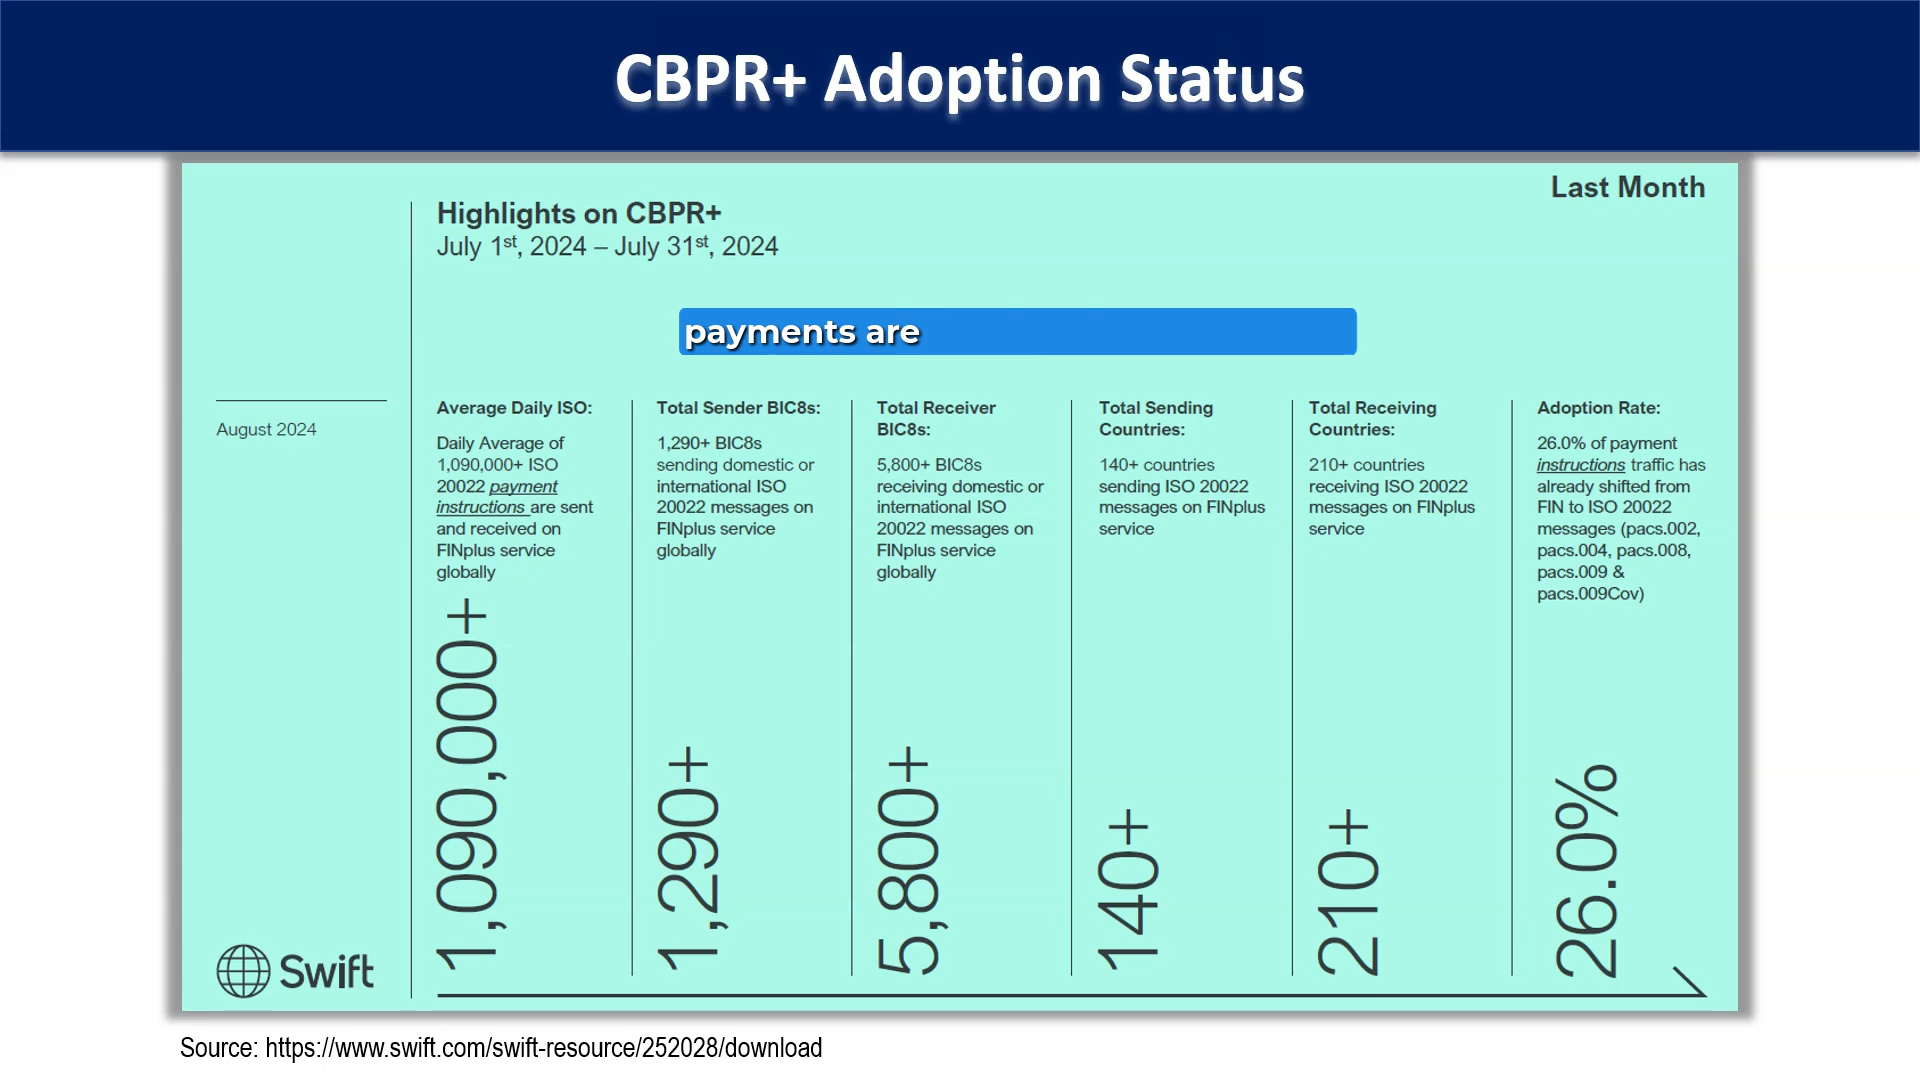 CBPR+ Adoption Status
Last Month
Highlights on CBPR+
July 1st, 2024 – July 31st, 2024
payments are
August 2024
Average Daily ISO:
Daily Average of
1,090,000+ ISO
20022 payment
instructions are sent
and received on
FINplus service
globally
1,090,000+
Total Sender BIC8s:
1,290+ BIC8s
sending domestic or
international ISO
20022 messages on
FINplus service
globally
1,290+
Total Receiver
BIC8s:
5,800+ BIC8s
receiving domestic or
international ISO
20022 messages on
FINplus service
globally
5,800+
Total Sending
Countries:
140+ countries
sending ISO 20022
messages on FINplus
service
140+
Total Receiving
Countries:
210+ countries
receiving ISO 20022
messages on FINplus
service
210+
Adoption Rate:
26.0% of payment
instructions traffic has
already shifted from
FIN to ISO 20022
messages (pacs.002,
pacs.004, pacs.008,
pacs.009 &
pacs.009Cov)
26.0%
Swift
Source: https://www.swift.com/swift-resource/252028/download